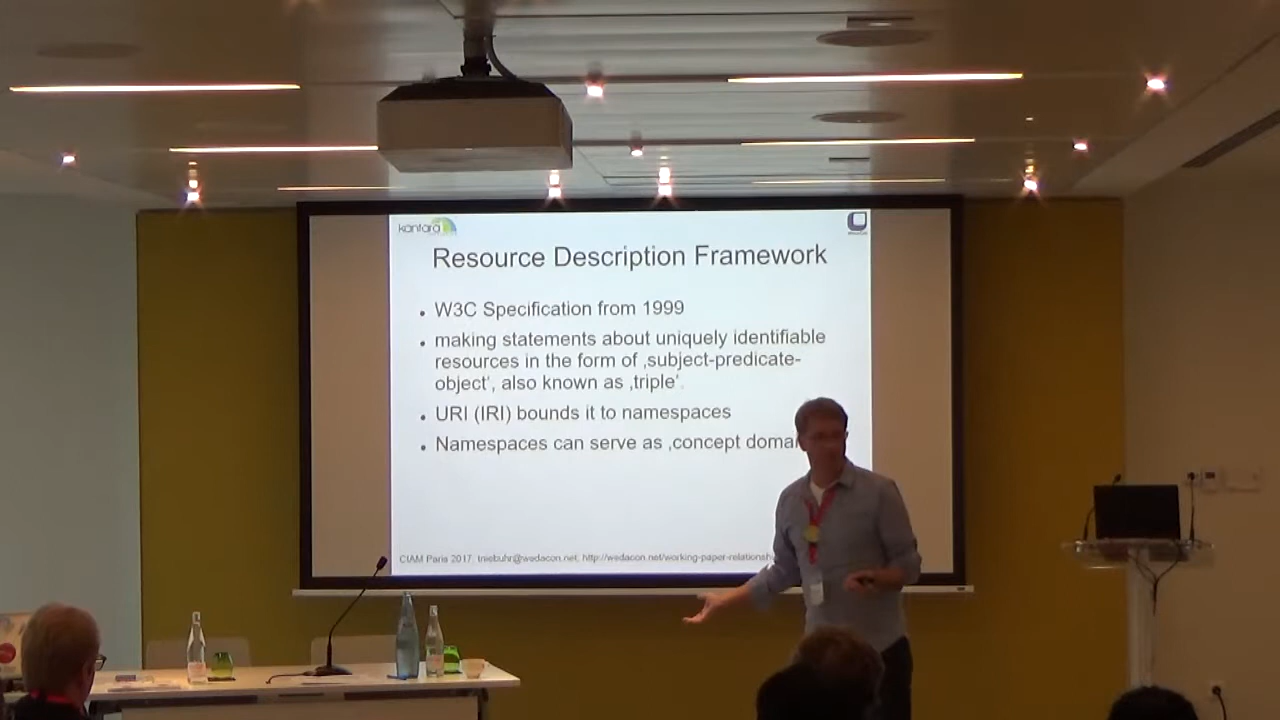 kantara
Resource Description Framework
W3C Specification from 1999
making statements about uniquely identifiable
resources in the form of ‚subject-predicate-
object‘, also known as ‚triple‘.
URI (IRI) bounds it to namespaces
Namespaces can serve as ‚concept
CIAM Paris 2017, tniebuhr@wedacon.net, http://wedacon.net/working-paper-relationsh